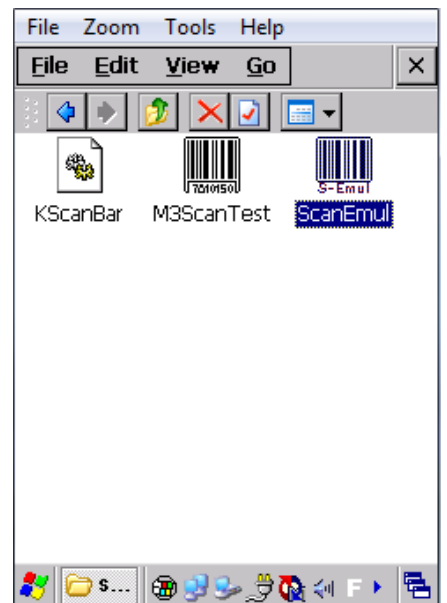 File Zoom Tools Help
File Edit View Go
S-Emul
KScanBar M3ScanTest ScanEmul
S... F